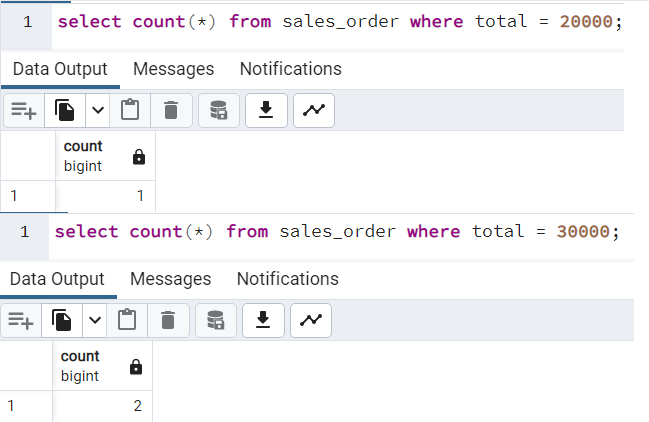 1 select count(*) from sales_order where total = 20000;
Data Output Messages Notifications
count
bigint
1 1
1 select count(*) from sales_order where total = 30000;
Data Output Messages Notifications
count
bigint
1 2